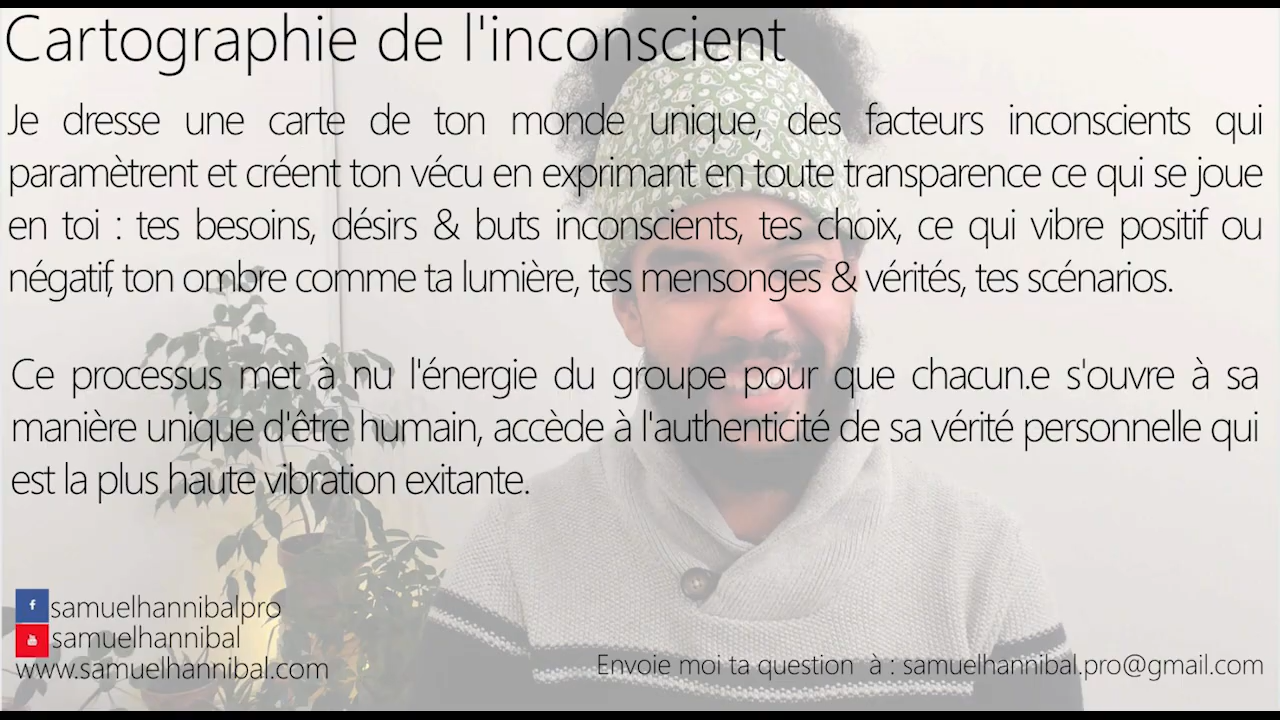 Cartographie de l'inconscient
Je dresse une carte de ton monde unique, des facteurs inconscients qui
paramètrent et créent ton vécu en exprimant en toute transparence ce qui se joue
en toi : tes besoins, désirs & buts inconscients, tes choix, ce qui vibre positif ou
négatif, ton ombre comme ta lumière, tes mensonges & vérités, tes scénarios.
Ce processus met à nu l'énergie du groupe pour que chacun.e s'ouvre à sa
manière unique d'être humain, accède à l'authenticité de sa vérité personnelle qui
est la plus haute vibration exitante.
samuelhannibalpro
samuelhannibal
www.samuelhannibal.com
Envoie moi ta question à : samuelhannibal.pro@gmail.com